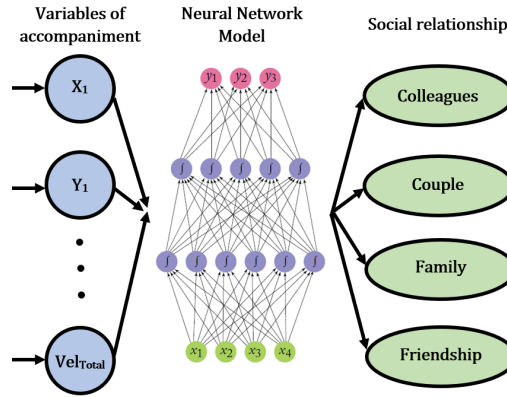 Variables of
accompaniment
Neural Network
Model
Social relationship
X₁
Y₁
Vel_Total
y₁ y₂ y₃
∫ ∫ ∫ ∫ ∫
∫ ∫ ∫ ∫ ∫ ∫
x₁ x₂ x₃ x₄
Colleagues
Couple
Family
Friendship